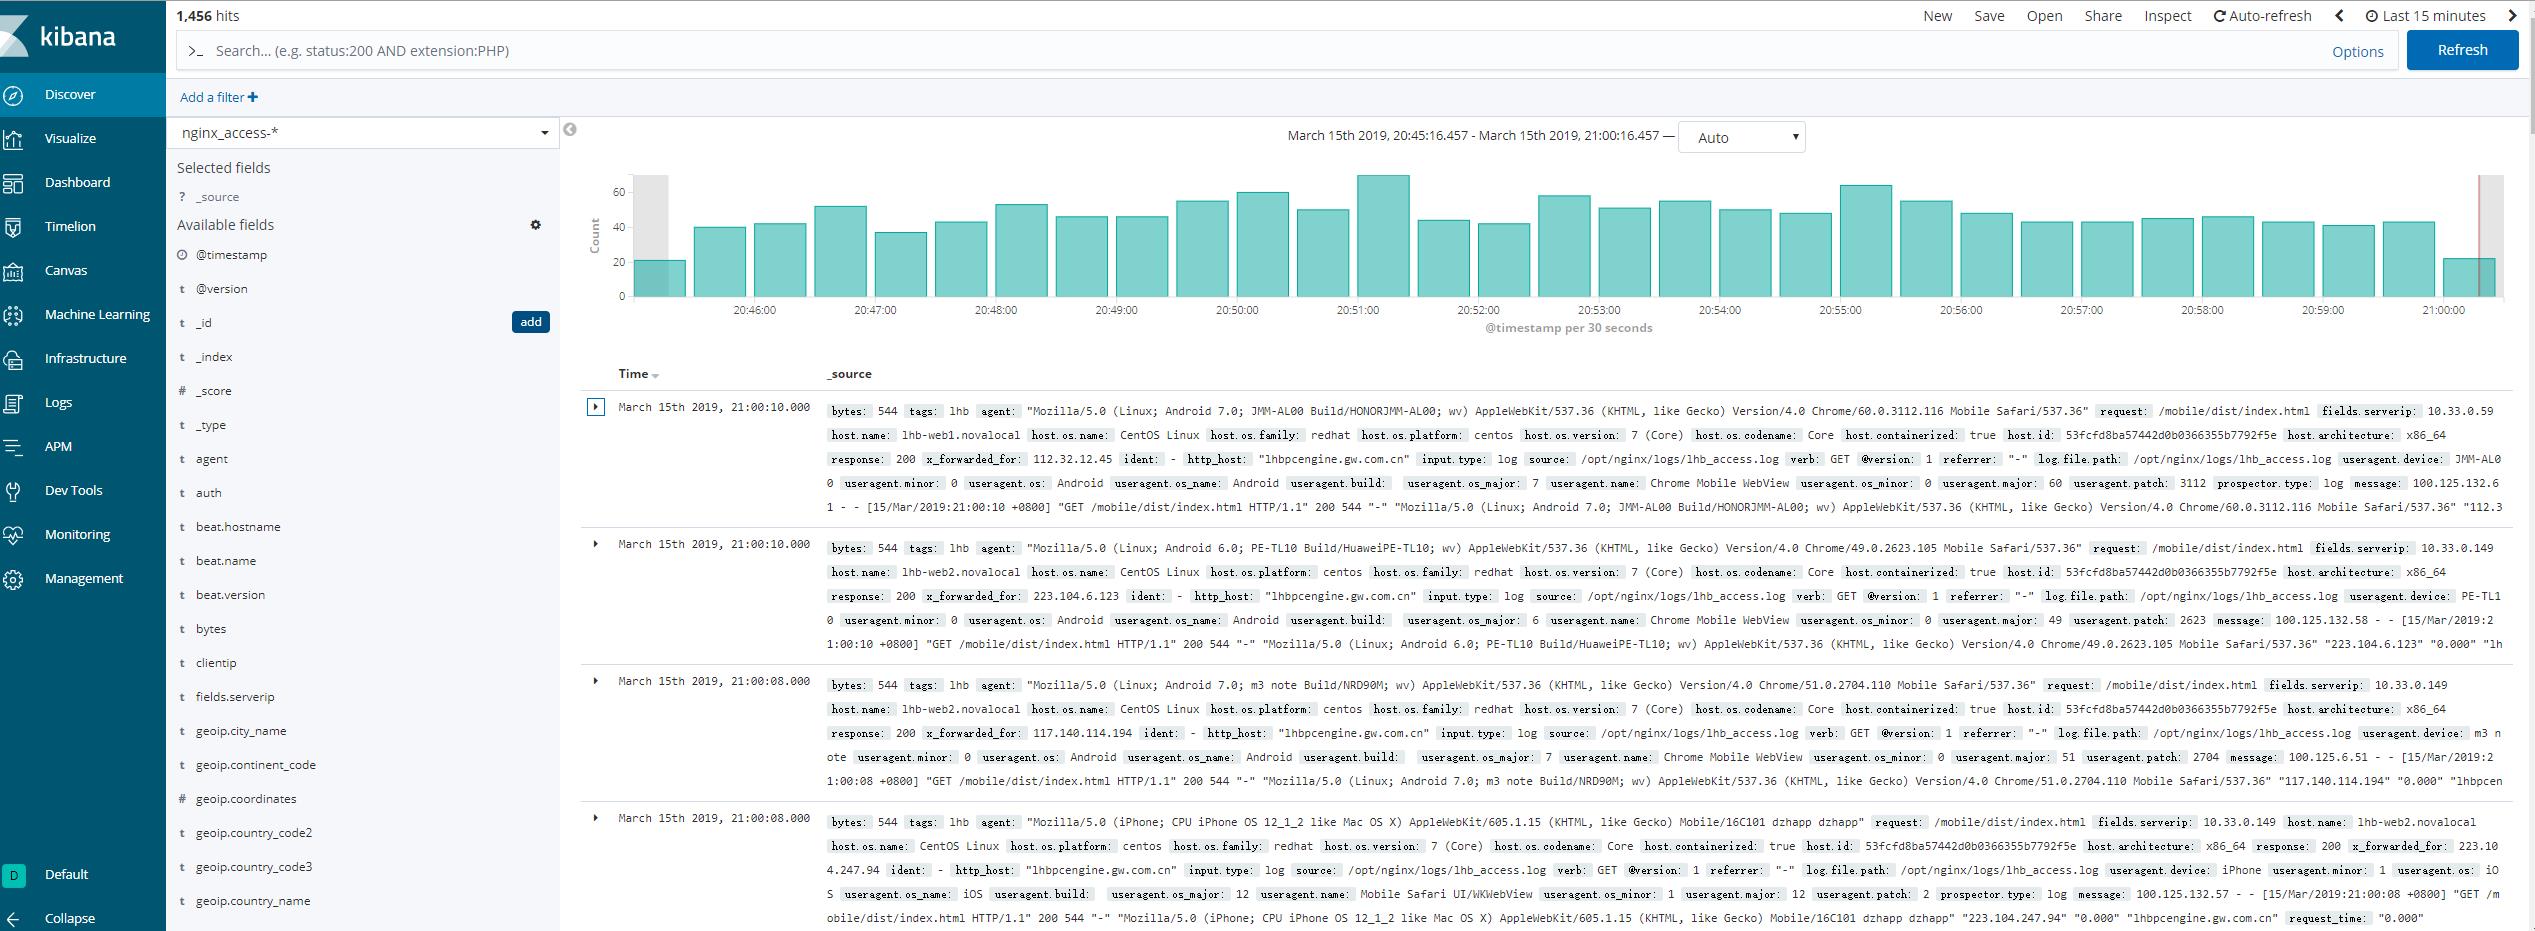 1,456 hits
New Save Open Share Inspect Auto-refresh Last 15 minutes
kibana
>_ Search... (e.g. status:200 AND extension:PHP) Options Refresh
Discover
Visualize
Dashboard
Timelion
Canvas
Machine Learning
Infrastructure
Logs
APM
Dev Tools
Monitoring
Management
D Default
Collapse
Add a filter +
nginx_access-*
Selected fields
? _source
Available fields
@timestamp
t @version
t _id add
t _index
# _score
t _type
t agent
t auth
t beat.hostname
t beat.name
t beat.version
t bytes
t clientip
t fields.serverip
t geoip.city_name
t geoip.continent_code
# geoip.coordinates
t geoip.country_code2
t geoip.country_code3
t geoip.country_name
March 15th 2019, 20:45:16.457 - March 15th 2019, 21:00:16.457 — Auto
Count
60
40
20
0
20:46:00 20:47:00 20:48:00 20:49:00 20:50:00 20:51:00 20:52:00 20:53:00 20:54:00 20:55:00 20:56:00 20:57:00 20:58:00 20:59:00 21:00:00
@timestamp per 30 seconds
Time _source
March 15th 2019, 21:00:10.000 bytes: 544 tags: lhb agent: "Mozilla/5.0 (Linux; Android 7.0; JMM-AL00 Build/HONORJMM-AL00; wv) AppleWebKit/537.36 (KHTML, like Gecko) Version/4.0 Chrome/60.0.3112.116 Mobile Safari/537.36" request: /mobile/dist/index.html fields.serverip: 10.33.0.59
host.name: lhb-web1.novalocal host.os.name: CentOS Linux host.os.family: redhat host.os.platform: centos host.os.version: 7 (Core) host.os.codename: Core host.containerized: true host.id: 53fcfd8ba57442d0b0366355b7792f5e host.architecture: x86_64
response: 200 x_forwarded_for: 112.32.12.45 ident: - http_host: "lhbpcengine.gw.com.cn" input.type: log source: /opt/nginx/logs/lhb_access.log verb: GET @version: 1 referrer: "-" log.file.path: /opt/nginx/logs/lhb_access.log useragent.device: JMM-AL0
0 useragent.minor: 0 useragent.os: Android useragent.os_name: Android useragent.build: useragent.os_major: 7 useragent.name: Chrome Mobile WebView useragent.os_minor: 0 useragent.major: 60 useragent.patch: 3112 prospector.type: log message: 100.125.132.6
1 - - [15/Mar/2019:21:00:10 +0800] "GET /mobile/dist/index.html HTTP/1.1" 200 544 "-" "Mozilla/5.0 (Linux; Android 7.0; JMM-AL00 Build/HONORJMM-AL00; wv) AppleWebKit/537.36 (KHTML, like Gecko) Version/4.0 Chrome/60.0.3112.116 Mobile Safari/537.36" "112.3
March 15th 2019, 21:00:10.000 bytes: 544 tags: lhb agent: "Mozilla/5.0 (Linux; Android 6.0; PE-TL10 Build/HuaweiPE-TL10; wv) AppleWebKit/537.36 (KHTML, like Gecko) Version/4.0 Chrome/49.0.2623.105 Mobile Safari/537.36" request: /mobile/dist/index.html fields.serverip: 10.33.0.149
host.name: lhb-web2.novalocal host.os.name: CentOS Linux host.os.platform: centos host.os.family: redhat host.os.version: 7 (Core) host.os.codename: Core host.containerized: true host.id: 53fcfd8ba57442d0b0366355b7792f5e host.architecture: x86_64
response: 200 x_forwarded_for: 223.104.6.123 ident: - http_host: "lhbpcengine.gw.com.cn" input.type: log source: /opt/nginx/logs/lhb_access.log verb: GET @version: 1 referrer: "-" log.file.path: /opt/nginx/logs/lhb_access.log useragent.device: PE-TL1
0 useragent.minor: 0 useragent.os: Android useragent.os_name: Android useragent.build: useragent.os_major: 6 useragent.name: Chrome Mobile WebView useragent.os_minor: 0 useragent.major: 49 useragent.patch: 2623 message: 100.125.132.58 - - [15/Mar/2019:2
1:00:10 +0800] "GET /mobile/dist/index.html HTTP/1.1" 200 544 "-" "Mozilla/5.0 (Linux; Android 6.0; PE-TL10 Build/HuaweiPE-TL10; wv) AppleWebKit/537.36 (KHTML, like Gecko) Version/4.0 Chrome/49.0.2623.105 Mobile Safari/537.36" "223.104.6.123" "0.000" "lh
March 15th 2019, 21:00:08.000 bytes: 544 tags: lhb agent: "Mozilla/5.0 (Linux; Android 7.0; m3 note Build/NRD90M; wv) AppleWebKit/537.36 (KHTML, like Gecko) Version/4.0 Chrome/51.0.2704.110 Mobile Safari/537.36" request: /mobile/dist/index.html fields.serverip: 10.33.0.149
host.name: lhb-web2.novalocal host.os.name: CentOS Linux host.os.platform: centos host.os.family: redhat host.os.version: 7 (Core) host.os.codename: Core host.containerized: true host.id: 53fcfd8ba57442d0b0366355b7792f5e host.architecture: x86_64
response: 200 x_forwarded_for: 117.140.114.194 ident: - http_host: "lhbpcengine.gw.com.cn" input.type: log source: /opt/nginx/logs/lhb_access.log verb: GET @version: 1 referrer: "-" log.file.path: /opt/nginx/logs/lhb_access.log useragent.device: m3 n
ote useragent.minor: 0 useragent.os: Android useragent.os_name: Android useragent.build: useragent.os_major: 7 useragent.name: Chrome Mobile WebView useragent.os_minor: 0 useragent.major: 51 useragent.patch: 2704 message: 100.125.6.51 - - [15/Mar/2019:2
1:00:08 +0800] "GET /mobile/dist/index.html HTTP/1.1" 200 544 "-" "Mozilla/5.0 (Linux; Android 7.0; m3 note Build/NRD90M; wv) AppleWebKit/537.36 (KHTML, like Gecko) Version/4.0 Chrome/51.0.2704.110 Mobile Safari/537.36" "117.140.114.194" "0.000" "lhbpcen
March 15th 2019, 21:00:08.000 bytes: 544 tags: lhb agent: "Mozilla/5.0 (iPhone; CPU iPhone OS 12_1_2 like Mac OS X) AppleWebKit/605.1.15 (KHTML, like Gecko) Mobile/16C101 dzhapp dzhapp" request: /mobile/dist/index.html fields.serverip: 10.33.0.149 host.name: lhb-web2.novalocal
host.os.name: CentOS Linux host.os.platform: centos host.os.family: redhat host.os.version: 7 (Core) host.os.codename: Core host.containerized: true host.id: 53fcfd8ba57442d0b0366355b7792f5e host.architecture: x86_64 response: 200 x_forwarded_for: 223.10
4.247.94 ident: - http_host: "lhbpcengine.gw.com.cn" input.type: log source: /opt/nginx/logs/lhb_access.log verb: GET @version: 1 referrer: "-" log.file.path: /opt/nginx/logs/lhb_access.log useragent.device: iPhone useragent.minor: 1 useragent.os: iO
S useragent.os_name: iOS useragent.build: useragent.os_major: 12 useragent.name: Mobile Safari UI/WKWebView useragent.os_minor: 1 useragent.major: 12 useragent.patch: 2 prospector.type: log message: 100.125.132.57 - - [15/Mar/2019:21:00:08 +0800] "GET /m
obile/dist/index.html HTTP/1.1" 200 544 "-" "Mozilla/5.0 (iPhone; CPU iPhone OS 12_1_2 like Mac OS X) AppleWebKit/605.1.15 (KHTML, like Gecko) Mobile/16C101 dzhapp dzhapp" "223.104.247.94" "0.000" "lhbpcengine.gw.com.cn" request_time: "0.000"